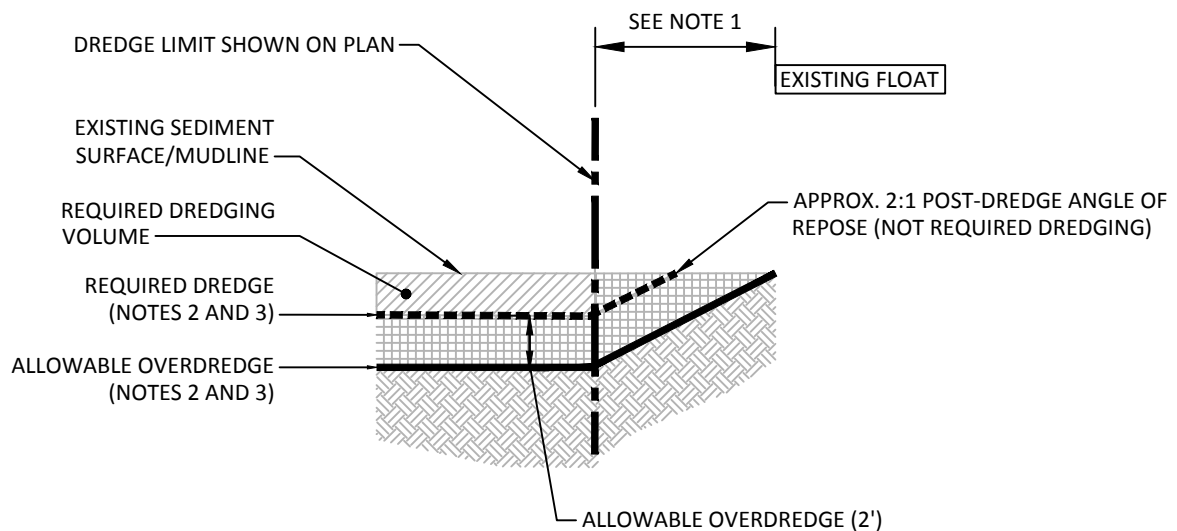 SEE NOTE 1
DREDGE LIMIT SHOWN ON PLAN
EXISTING FLOAT
EXISTING SEDIMENT
SURFACE/MUDLINE
APPROX. 2:1 POST-DREDGE ANGLE OF
REPOSE (NOT REQUIRED DREDGING)
REQUIRED DREDGING
VOLUME
REQUIRED DREDGE
(NOTES 2 AND 3)
ALLOWABLE OVERDREDGE
(NOTES 2 AND 3)
ALLOWABLE OVERDREDGE (2')